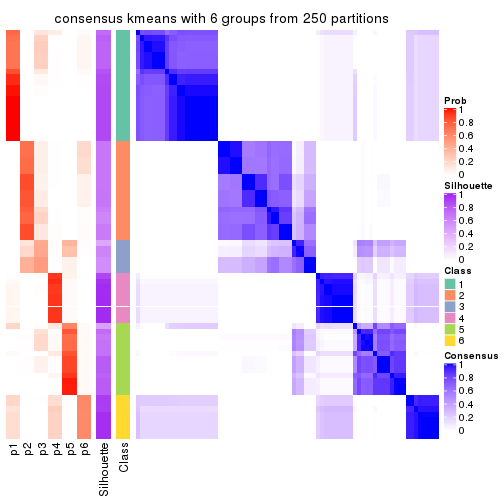 consensus kmeans with 6 groups from 250 partitions
Prob
1
0.8
0.6
0.4
0.2
0
Silhouette
1
0.8
0.6
0.4
0.2
0
Class
1
2
3
4
5
6
Consensus
1
0.8
0.6
0.4
0.2
0
p1
p2
p3
p4
p5
p6
Silhouette
Class